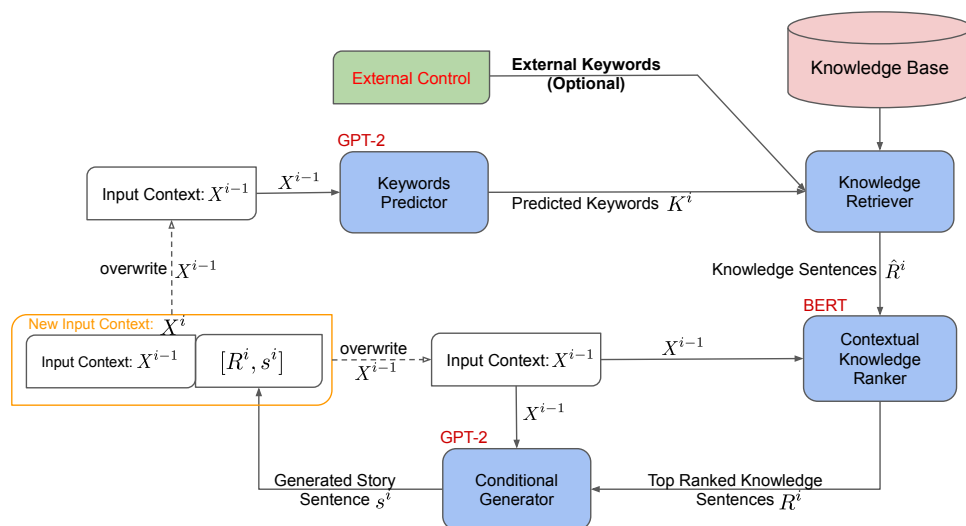 External Control
External Keywords
(Optional)
Knowledge Base
GPT-2
Input Context: $X^{i-1}$
$X^{i-1}$
Keywords
Predictor
Predicted Keywords $K^i$
Knowledge
Retriever
overwrite $X^{i-1}$
Knowledge Sentences $\hat{R}^i$
BERT
New Input Context: $X^i$
Input Context: $X^{i-1}$
$[R^i, s^i]$
overwrite
$X^{i-1}$
Input Context: $X^{i-1}$
$X^{i-1}$
Contextual
Knowledge
Ranker
$X^{i-1}$
GPT-2
Generated Story
Sentence $s^i$
Conditional
Generator
Top Ranked Knowledge
Sentences $R^i$